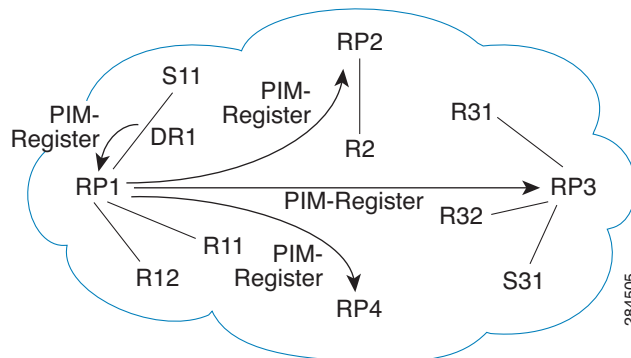 RP2
S11
PIM-
Register
DR1
PIM-
Register
R31
R2
RP1
PIM-Register
RP3
R32
R11
R12
PIM-
Register
S31
RP4
284505